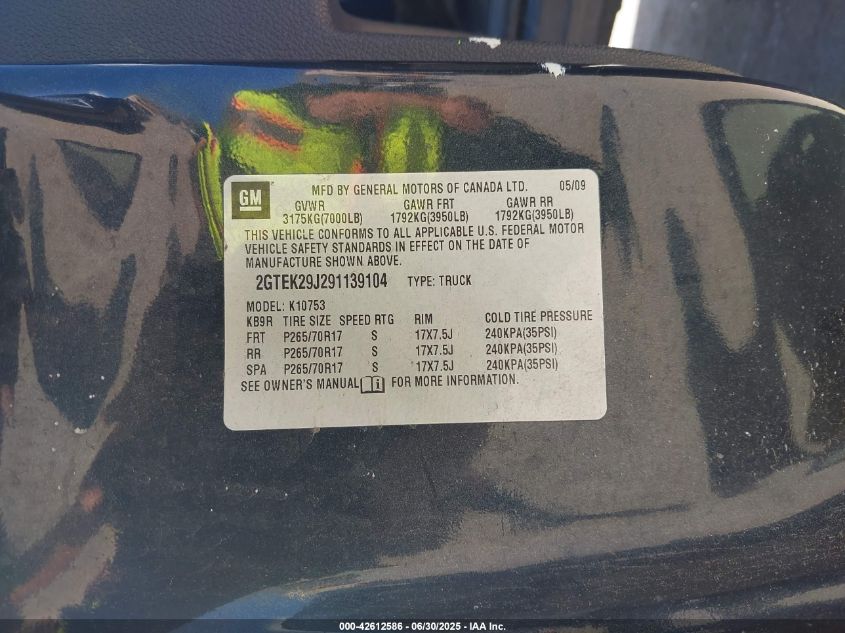 GM
MFD BY GENERAL MOTORS OF CANADA LTD. 05/09
GVWR GAWR FRT GAWR RR
3175KG(7000LB) 1792KG(3950LB) 1792KG(3950LB)
THIS VEHICLE CONFORMS TO ALL APPLICABLE U.S. FEDERAL MOTOR
VEHICLE SAFETY STANDARDS IN EFFECT ON THE DATE OF
MANUFACTURE SHOWN ABOVE.
2GTEK29J291139104 TYPE: TRUCK
MODEL: K10753
KB9R TIRE SIZE SPEED RTG RIM COLD TIRE PRESSURE
FRT P265/70R17 S 17X7.5J 240KPA(35PSI)
RR P265/70R17 S 17X7.5J 240KPA(35PSI)
SPA P265/70R17 S 17X7.5J 240KPA(35PSI)
SEE OWNER'S MANUAL FOR MORE INFORMATION.
000-42612586 - 06/30/2025 - IAA Inc.